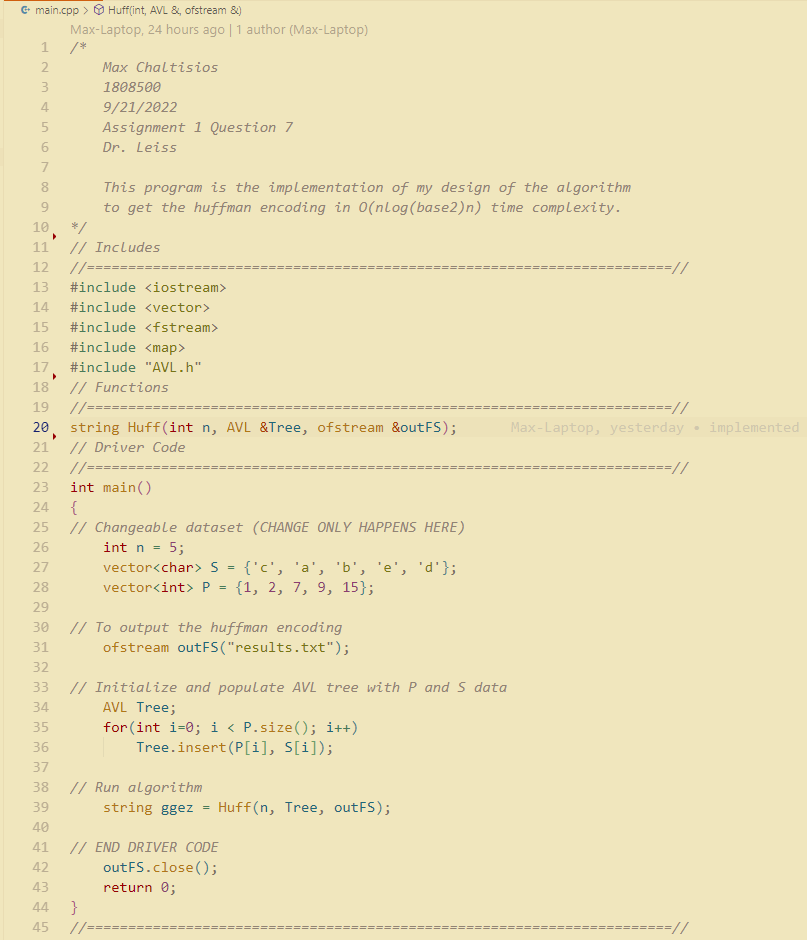 main.cpp > Huff(int, AVL &, ofstream &)
Max-Laptop, 24 hours ago | 1 author (Max-Laptop)
1 /*
2     Max Chaltisios
3     1808500
4     9/21/2022
5     Assignment 1 Question 7
6     Dr. Leiss
7
8     This program is the implementation of my design of the algorithm
9     to get the huffman encoding in O(nlog(base2)n) time complexity.
10 */
11 // Includes
12 //=======================================================================//
13 #include <iostream>
14 #include <vector>
15 #include <fstream>
16 #include <map>
17 #include "AVL.h"
18 // Functions
19 //=======================================================================//
20 string Huff(int n, AVL &Tree, ofstream &outFS);     Max-Laptop, yesterday • implemented
21 // Driver Code
22 //=======================================================================//
23 int main()
24 {
25 // Changeable dataset (CHANGE ONLY HAPPENS HERE)
26     int n = 5;
27     vector<char> S = {'c', 'a', 'b', 'e', 'd'};
28     vector<int> P = {1, 2, 7, 9, 15};
29
30 // To output the huffman encoding
31     ofstream outFS("results.txt");
32
33 // Initialize and populate AVL tree with P and S data
34     AVL Tree;
35     for(int i=0; i < P.size(); i++)
36         Tree.insert(P[i], S[i]);
37
38 // Run algorithm
39     string ggez = Huff(n, Tree, outFS);
40
41 // END DRIVER CODE
42     outFS.close();
43     return 0;
44 }
45 //=======================================================================//